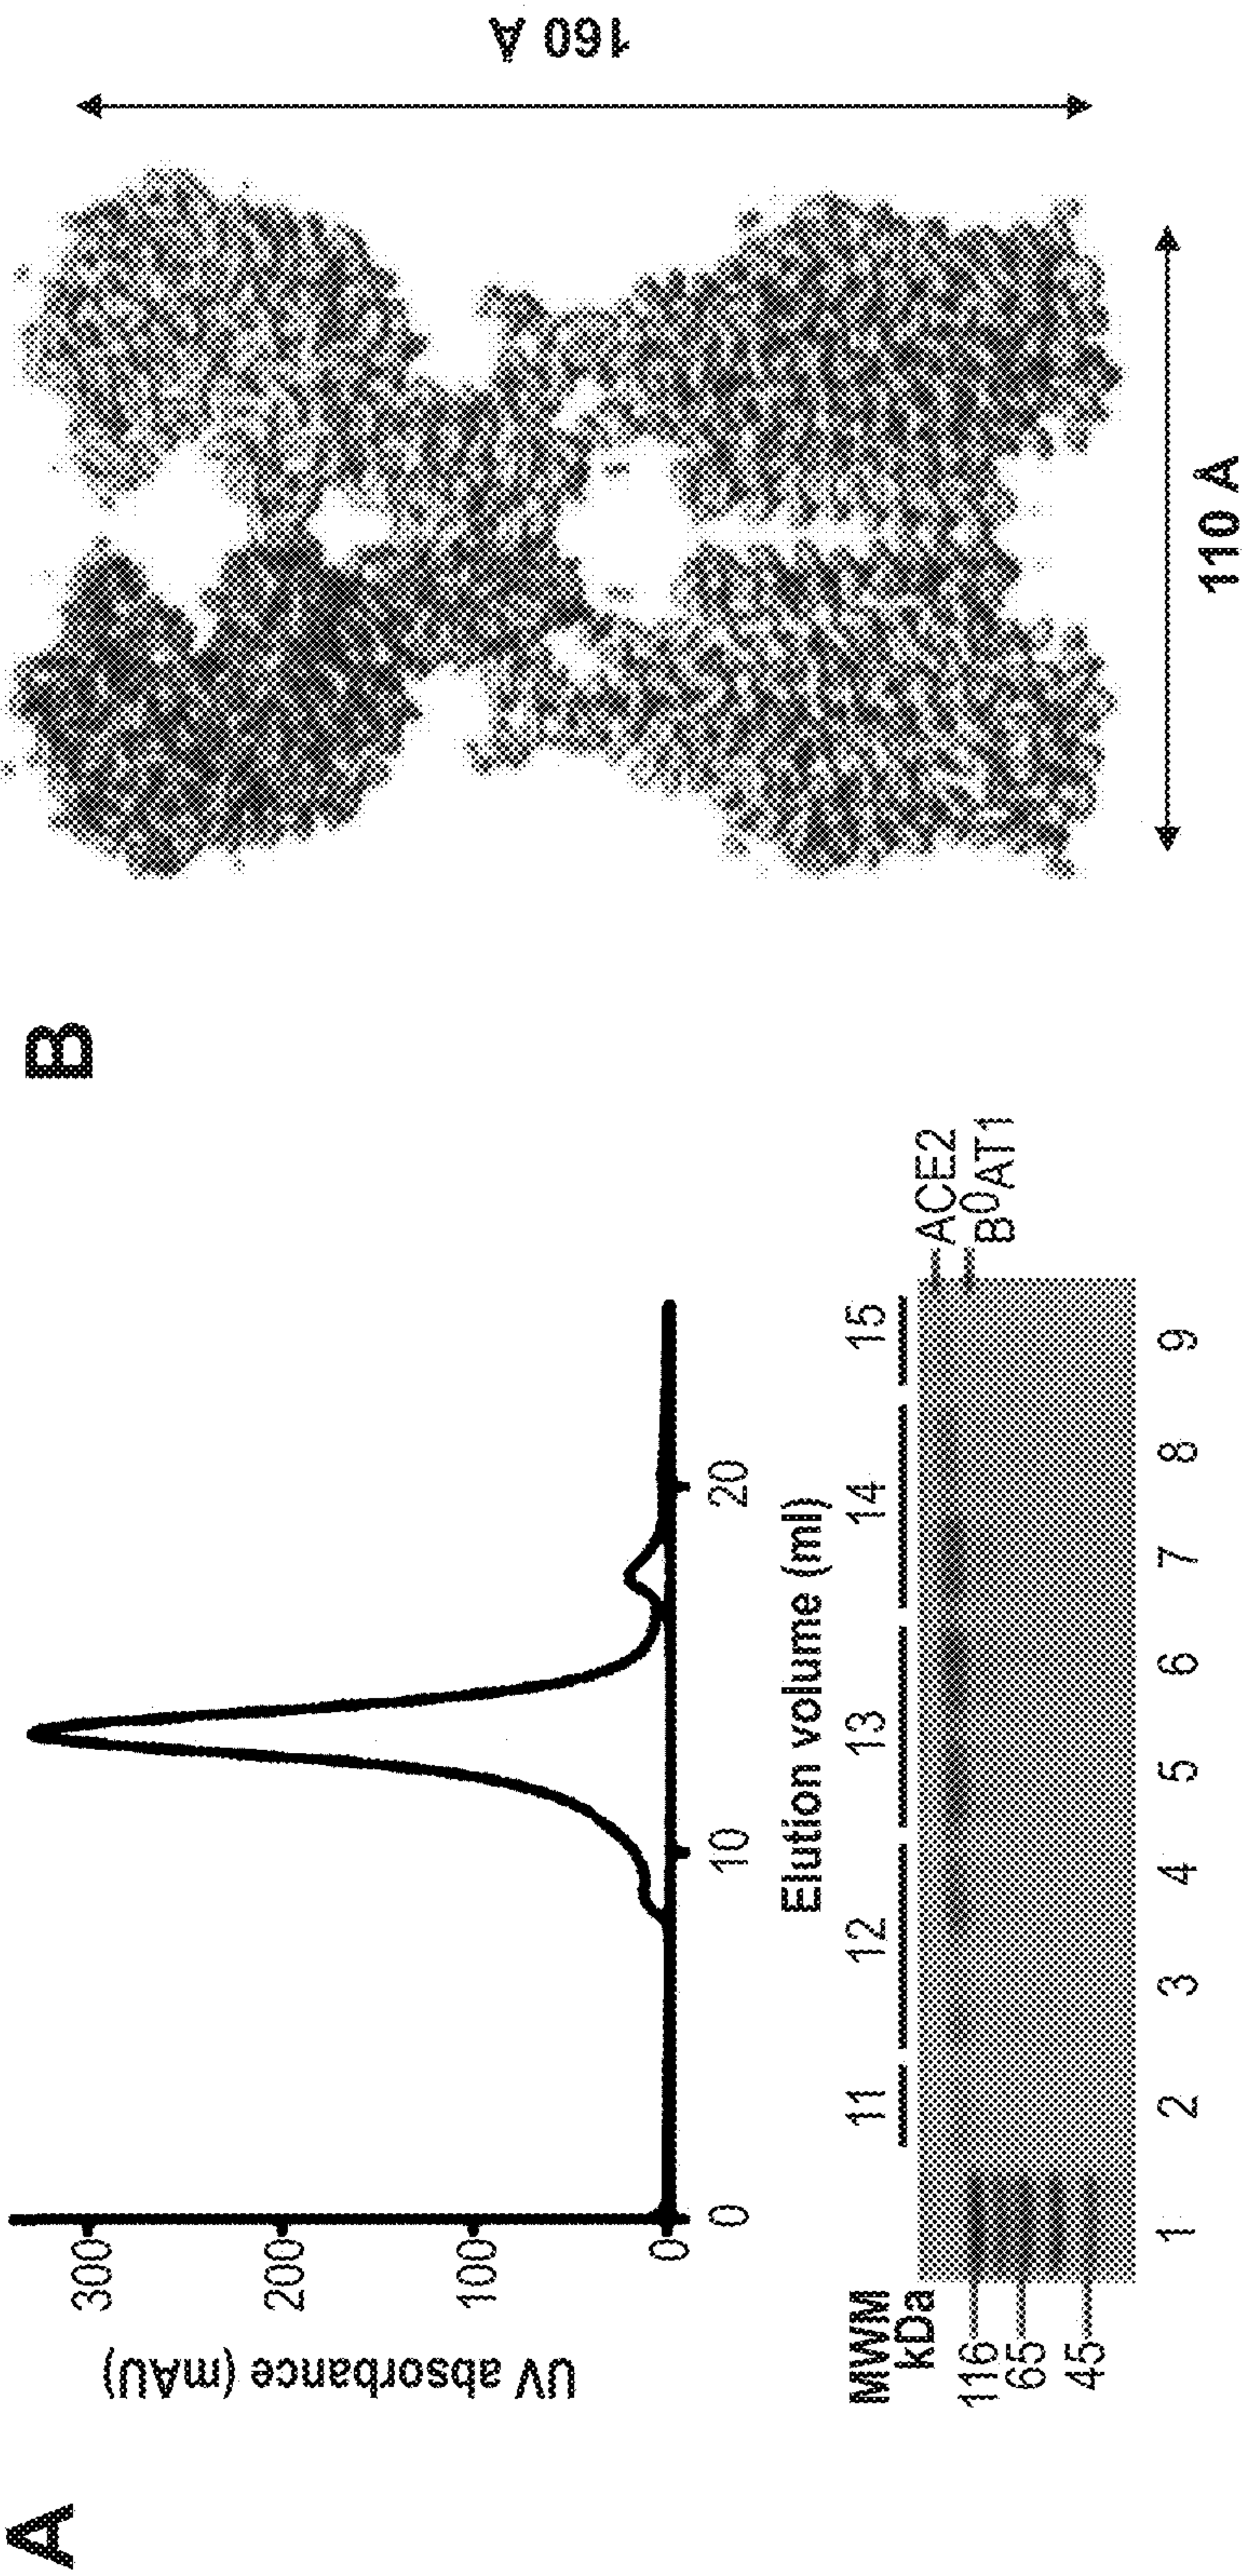 A
UV absorbance (mAU)
300
200
100
0
0 10 20
Elution volume (ml)
MWM
kDa
11 12 13 14 15
116
65
45
ACE2
B⁰AT1
1 2 3 4 5 6 7 8 9
B
160 Å
110 Å